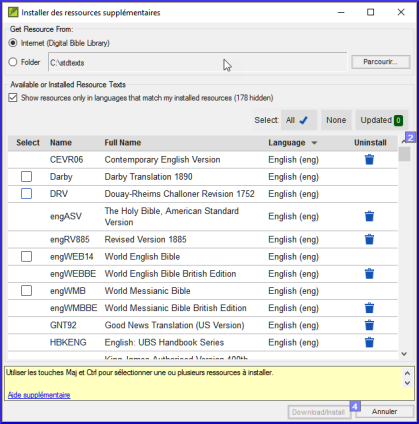 Installer des ressources supplémentaires
Get Resource From:
Internet (Digital Bible Library)
Folder C:\stdtexts Parcourir...
Available or Installed Resource Texts
Show resources only in languages that match my installed resources (178 hidden)
Select: All None Updated 0
2
Select Name Full Name Language Uninstall
CEVR06 Contemporary English Version English (eng)
Darby Darby Translation 1890 English (eng)
DRV Douay-Rheims Challoner Revision 1752 English (eng)
engASV The Holy Bible, American Standard Version English (eng)
engRV885 Revised Version 1885 English (eng)
engWEB14 World English Bible English (eng)
engWEBBE World English Bible British Edition English (eng)
engWMB World Messianic Bible English (eng)
engWMBBE World Messianic Bible British Edition English (eng)
GNT92 Good News Translation (US Version) English (eng)
HBKENG English: UBS Handbook Series English (eng)
Utiliser les touches Maj et Ctrl pour sélectionner une ou plusieurs ressources à installer.
Aide supplémentaire
4
Download/Install Annuler